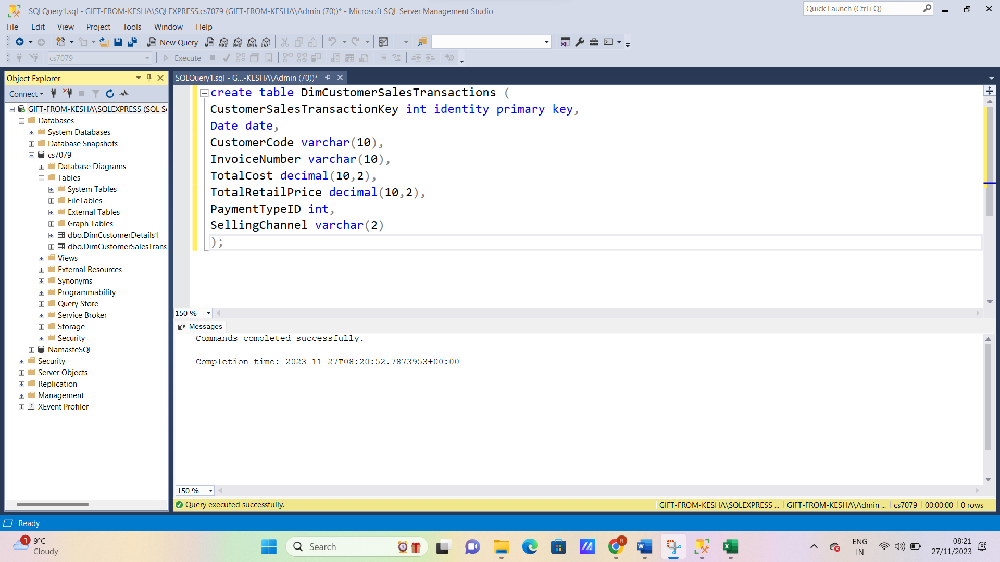 SQLQuery1.sql - GIFT-FROM-KESHA\SQLEXPRESS.cs7079 (GIFT-FROM-KESHA\Admin (70))* - Microsoft SQL Server Management Studio
Quick Launch (Ctrl+Q)
File Edit View Project Tools Window Help
New Query
MDX DMX XMLA DAX
cs7079
Execute
Object Explorer
SQLQuery1.sql - G...-KESHA\Admin (70))*
Connect
GIFT-FROM-KESHA\SQLEXPRESS (SQL Se
Databases
System Databases
Database Snapshots
cs7079
Database Diagrams
Tables
System Tables
FileTables
External Tables
Graph Tables
dbo.DimCustomerDetails1
dbo.DimCustomerSalesTrans
Views
External Resources
Synonyms
Programmability
Query Store
Service Broker
Storage
Security
NamasteSQL
Security
Server Objects
Replication
Management
XEvent Profiler
create table DimCustomerSalesTransactions (
CustomerSalesTransactionKey int identity primary key,
Date date,
CustomerCode varchar(10),
InvoiceNumber varchar(10),
TotalCost decimal(10,2),
TotalRetailPrice decimal(10,2),
PaymentTypeID int,
SellingChannel varchar(2)
);
150 %
Messages
Commands completed successfully.
Completion time: 2023-11-27T08:20:52.7873953+00:00
150 %
Query executed successfully.
GIFT-FROM-KESHA\SQLEXPRESS ...
GIFT-FROM-KESHA\Admin ...
cs7079
00:00:00
0 rows
Ready
1
9°C
Cloudy
Search
R
ENG
IN
08:21
27/11/2023